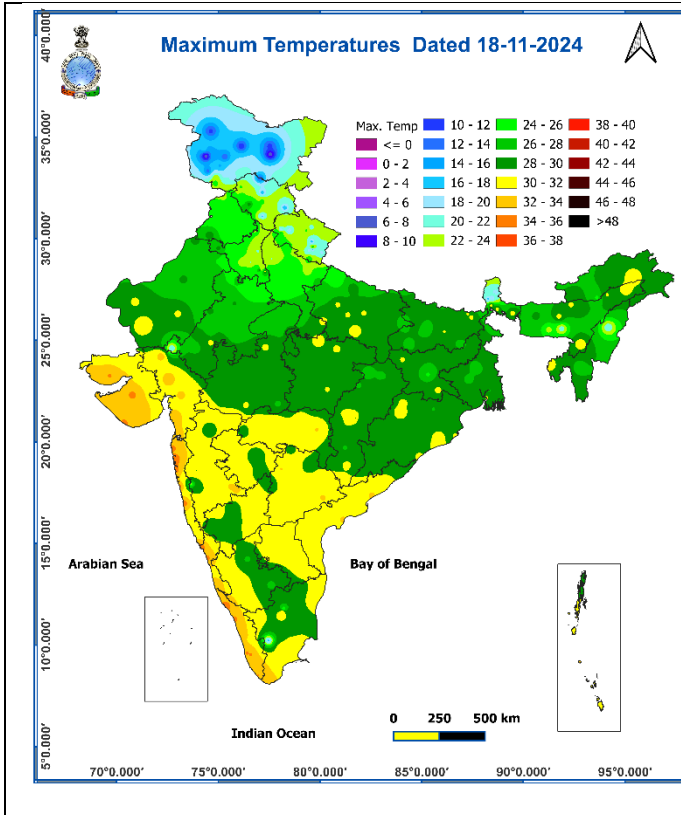 Maximum Temperatures Dated 18-11-2024
Max. Temp
<= 0
0 - 2
2 - 4
4 - 6
6 - 8
8 - 10
10 - 12
12 - 14
14 - 16
16 - 18
18 - 20
20 - 22
22 - 24
24 - 26
26 - 28
28 - 30
30 - 32
32 - 34
34 - 36
36 - 38
38 - 40
40 - 42
42 - 44
44 - 46
46 - 48
>48
40°0.000′
35°0.000′
30°0.000′
25°0.000′
20°0.000′
15°0.000′
10°0.000′
5°0.000′
Arabian Sea
Bay of Bengal
Indian Ocean
0 250 500 km
70°0.000′ 75°0.000′ 80°0.000′ 85°0.000′ 90°0.000′ 95°0.000′